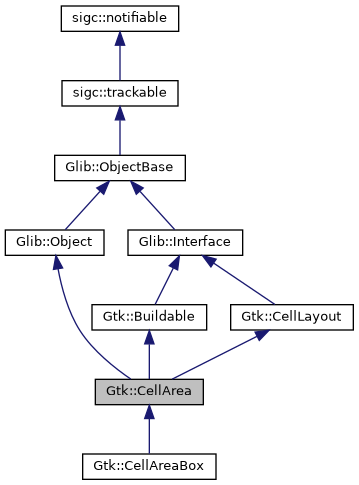 sigc::notifiable
sigc::trackable
Glib::ObjectBase
Glib::Object
Glib::Interface
Gtk::Buildable
Gtk::CellLayout
Gtk::CellArea
Gtk::CellAreaBox